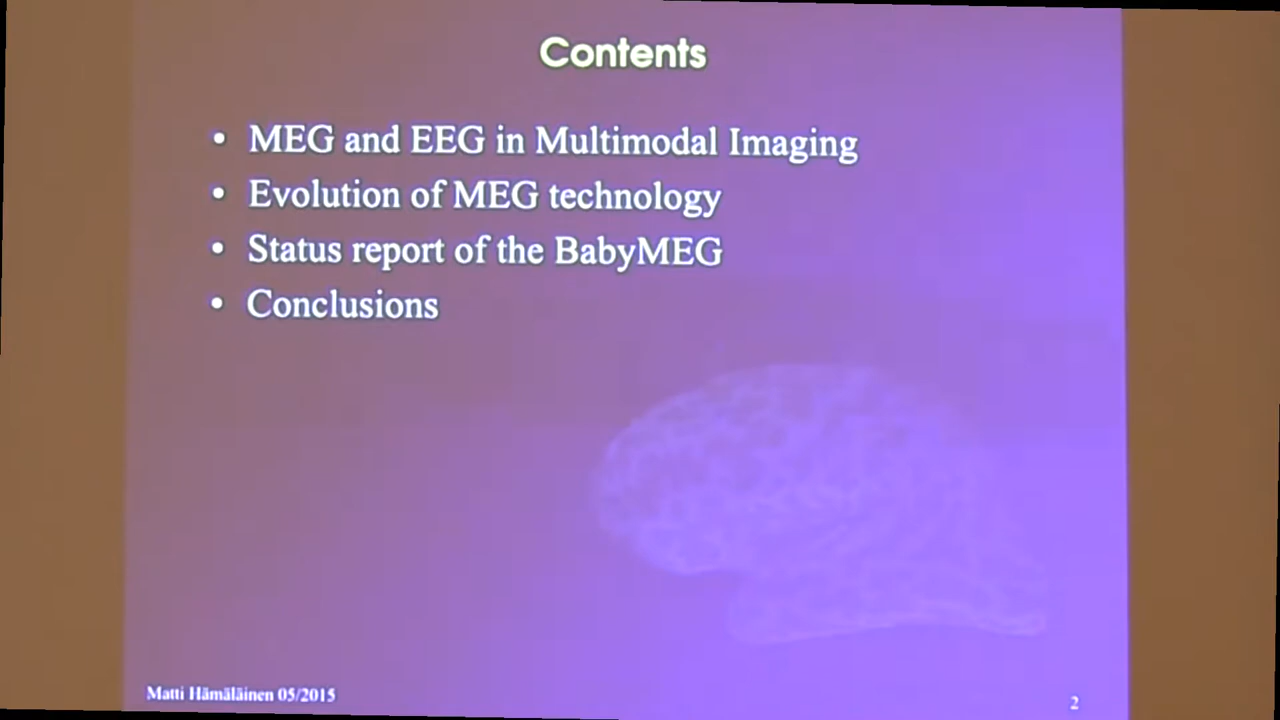 Contents
• MEG and EEG in Multimodal Imaging
• Evolution of MEG technology
• Status report of the BabyMEG
• Conclusions
Matti Hämäläinen 05/2015
2